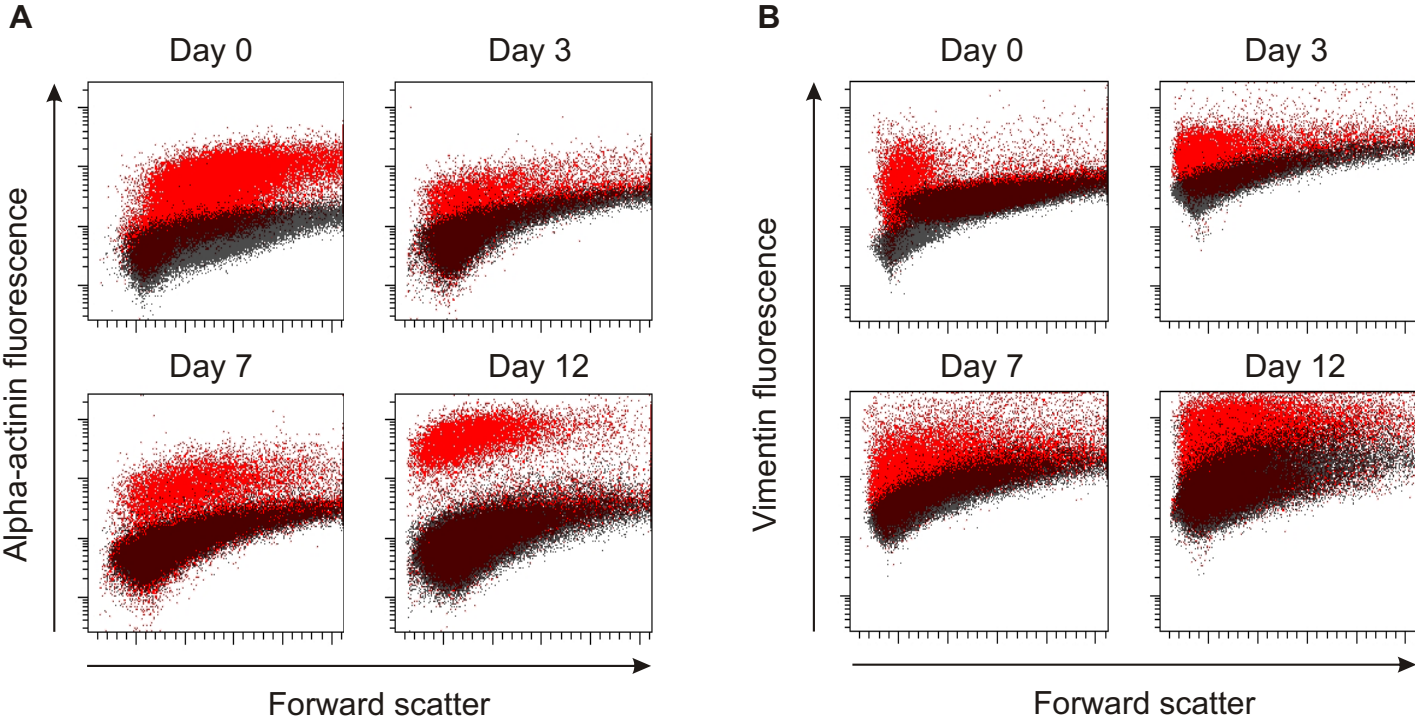 A
Day 0
Day 3
Day 7
Day 12
Alpha-actinin fluorescence
Forward scatter
B
Day 0
Day 3
Day 7
Day 12
Vimentin fluorescence
Forward scatter